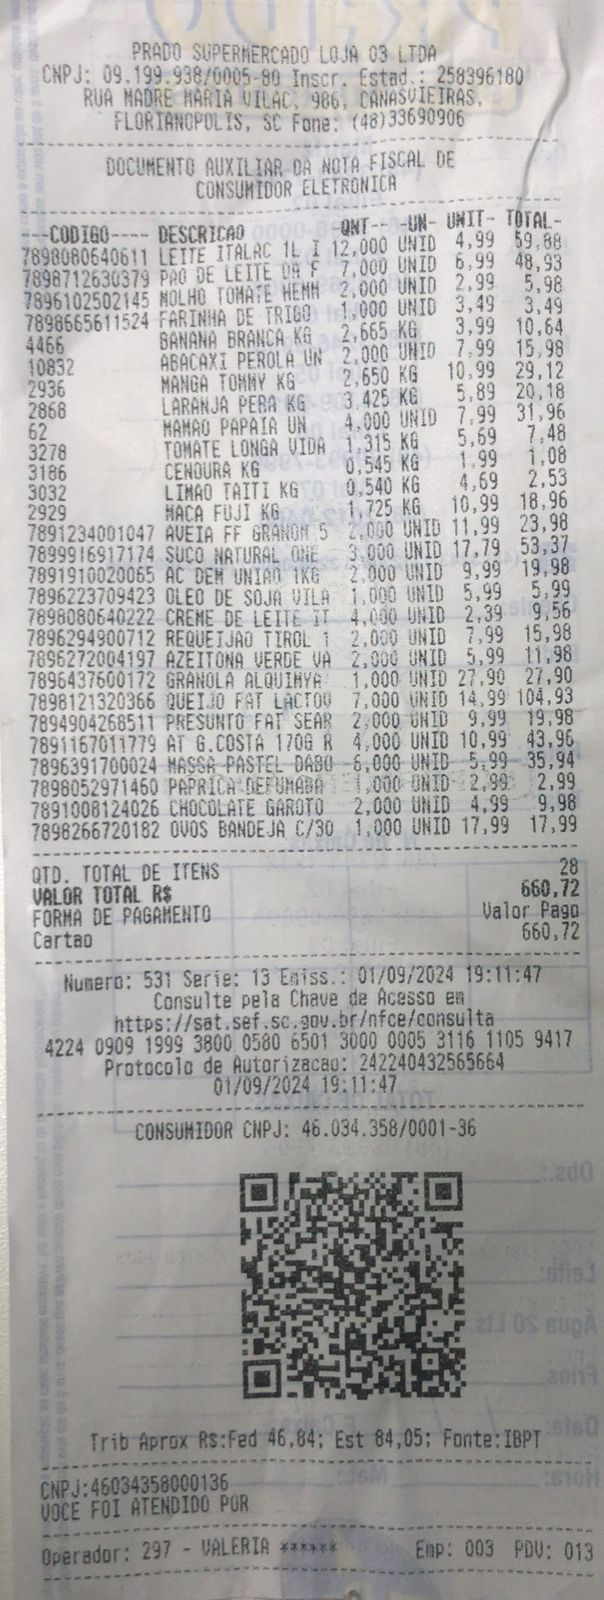 PRADO SUPERMERCADO LOJA 03 LTDA
CNPJ: 09.199.938/0005-80 Inscr. Estad.: 258396180
RUA MADRE MARIA VILAC, 986, CANASVIEIRAS,
FLORIANOPOLIS, SC Fone: (48)33690906
DOCUMENTO AUXILIAR DA NOTA FISCAL DE
CONSUMIDOR ELETRONICA
---CODIGO---- DESCRICAO QNT-- -UN- UNIT- TOTAL-
7898080640611 LEITE ITALAC 1L I 12,000 UNID 4,99 59,88
7898712630379 PAO DE LEITE DA F 7,000 UNID 6,99 48,93
7896102502145 MOLHO TOMATE HEMM 2,000 UNID 2,99 5,98
7898665611524 FARINHA DE TRIGO 1,000 UNID 3,49 3,49
4466 BANANA BRANCA KG 2,665 KG 3,99 10,64
10832 ABACAXI PEROLA UN 2,000 UNID 7,99 15,98
2936 MANGA TOMMY KG 2,650 KG 10,99 29,12
2868 LARANJA PERA KG 3,425 KG 5,89 20,18
62 MAMAO PAPAIA UN 4,000 UNID 7,99 31,96
3278 TOMATE LONGA VIDA 1,315 KG 5,69 7,48
3186 CENOURA KG 0,545 KG 1,99 1,08
3032 LIMAO TAITI KG 0,540 KG 4,69 2,53
2929 MACA FUJI KG 1,725 KG 10,99 18,96
7891234001047 AVEIA FF GRANOM 5 2,000 UNID 11,99 23,98
7899916917174 SUCO NATURAL ONE 3,000 UNID 17,79 53,37
7891910020065 AC DEM UNIAO 1KG 2,000 UNID 9,99 19,98
7896223709423 OLEO DE SOJA VILA 1,000 UNID 5,99 5,99
7898080640222 CREME DE LEITE IT 4,000 UNID 2,39 9,56
7896294900712 REQUEIJAO TIROL 1 2,000 UNID 7,99 15,98
7896272004197 AZEITONA VERDE VA 2,000 UNID 5,99 11,98
7896437600172 GRANOLA ALQUIMYA 1,000 UNID 27,90 27,90
7898121320366 QUEIJO FAT LACTOV 7,000 UNID 14,99 104,93
7894904268511 PRESUNTO FAT SEAR 2,000 UNID 9,99 19,98
7891167011779 AT G.COSTA 170G R 4,000 UNID 10,99 43,96
7896391700024 MASSA PASTEL DABO 6,000 UNID 5,99 35,94
7898052971460 PAPRICA DEFUMADA 1,000 UNID 2,99 2,99
7891008124026 CHOCOLATE GAROTO 2,000 UNID 4,99 9,98
7898266720182 OVOS BANDEJA C/30 1,000 UNID 17,99 17,99
QTD. TOTAL DE ITENS 28
VALOR TOTAL R$ 660,72
FORMA DE PAGAMENTO Valor Pago
Cartao 660,72
Numero: 531 Serie: 13 Emiss.: 01/09/2024 19:11:47
Consulte pela Chave de Acesso em
https://sat.sef.sc.gov.br/nfce/consulta
4224 0909 1999 3800 0580 6501 3000 0005 3116 1105 9417
Protocolo de Autorizacao: 242240432565664
01/09/2024 19:11:47
CONSUMIDOR CNPJ: 46.034.358/0001-36
Trib Aprox R$:Fed 46,84; Est 84,05; Fonte:IBPT
CNPJ:46034358000136
VOCE FOI ATENDIDO POR
Operador: 297 - VALERIA ****** Emp: 003 PDV: 013